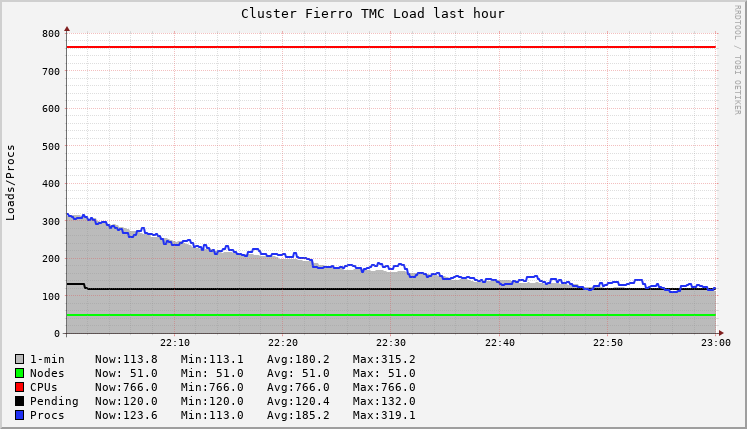 Cluster Fierro TMC Load last hour
RRDTOOL / TOBI OETIKER
Loads/Procs
800
700
600
500
400
300
200
100
0
22:10 22:20 22:30 22:40 22:50 23:00
1-min Now:113.8 Min:113.1 Avg:180.2 Max:315.2
Nodes Now: 51.0 Min: 51.0 Avg: 51.0 Max: 51.0
CPUs Now:766.0 Min:766.0 Avg:766.0 Max:766.0
Pending Now:120.0 Min:120.0 Avg:120.4 Max:132.0
Procs Now:123.6 Min:113.0 Avg:185.2 Max:319.1